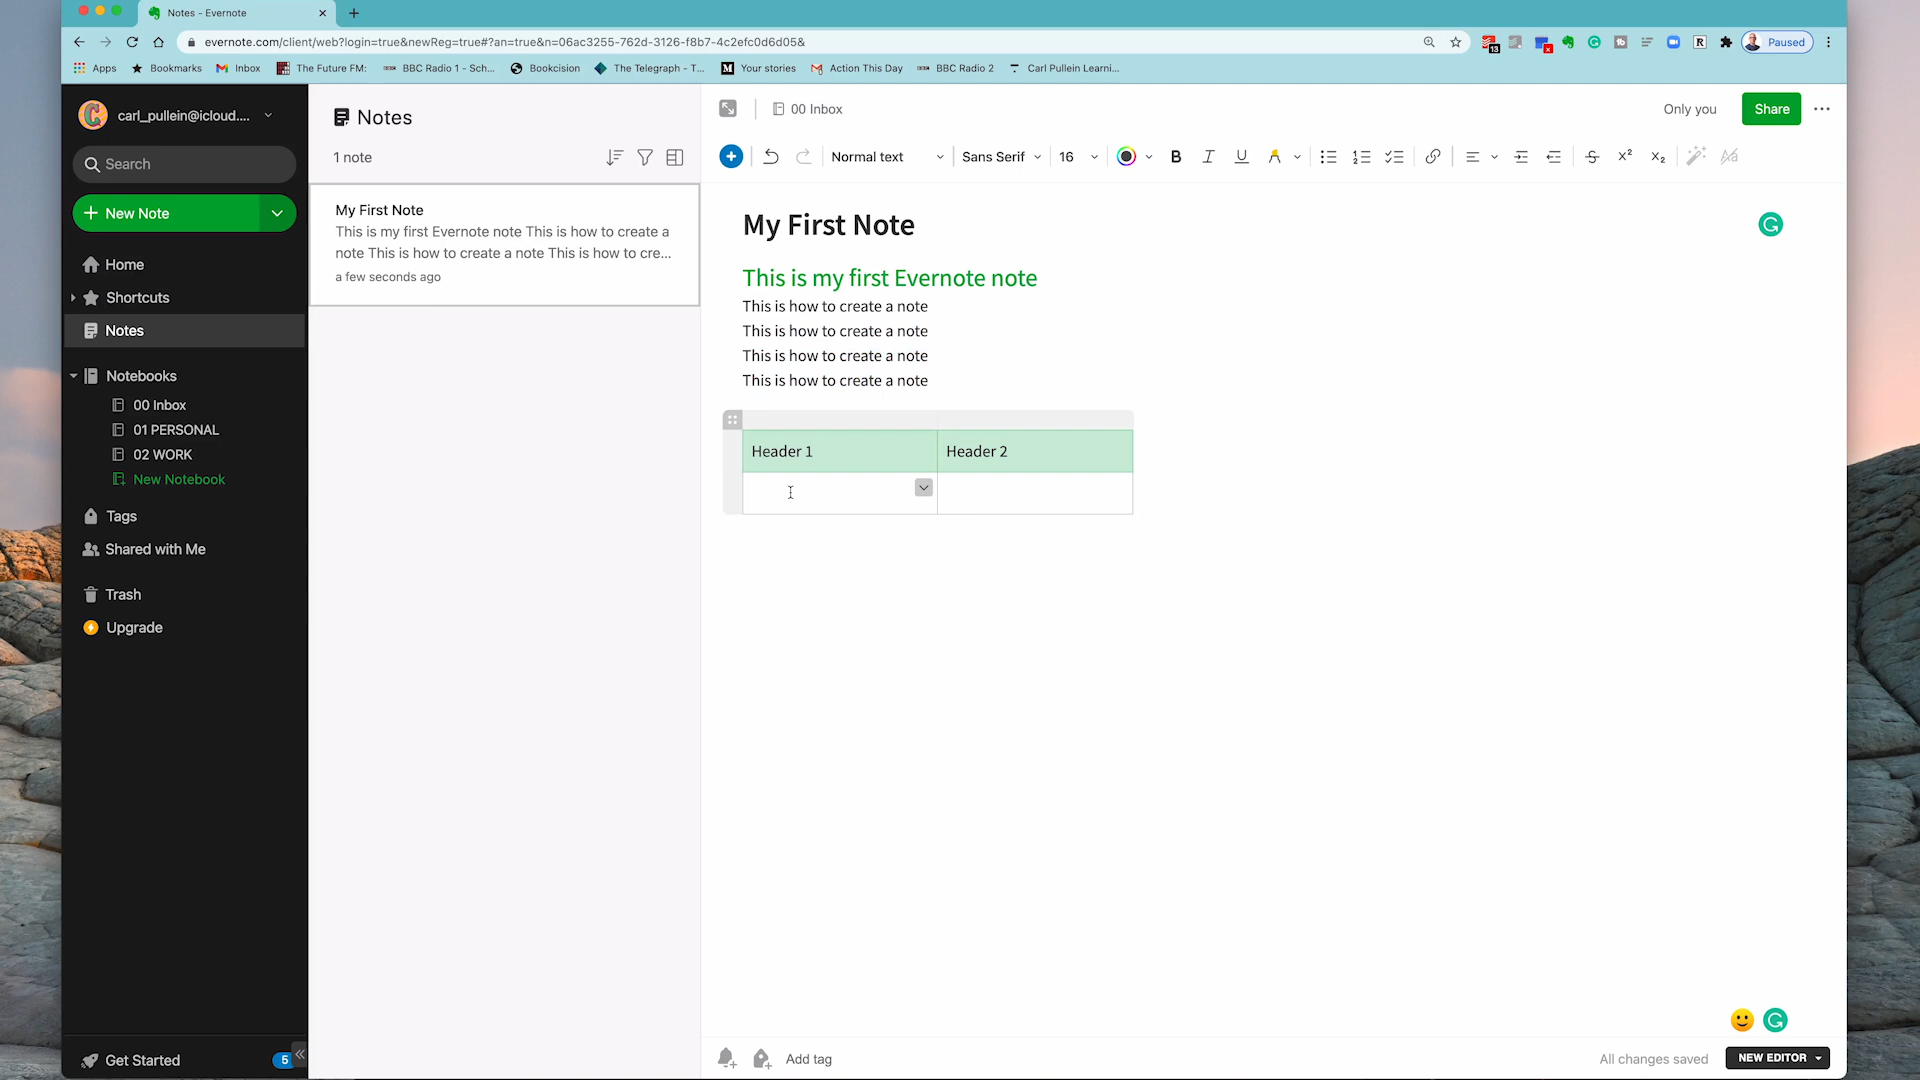 Notes - Evernote
evernote.com/client/web?login=true&newReg=true#?an=true&n=06ac3255-762d-3126-f8b7-4c2efc0d6d05&
13
Paused
Apps
Bookmarks
Inbox
The Future FM:
BBC Radio 1 - Sch...
Bookcision
The Telegraph - T...
Your stories
Action This Day
BBC Radio 2
Carl Pullein Learni...
carl_pullein@icloud....
Search
New Note
Home
Shortcuts
Notes
Notebooks
00 Inbox
01 PERSONAL
02 WORK
New Notebook
Tags
Shared with Me
Trash
Upgrade
Get Started
5
Notes
1 note
My First Note
This is my first Evernote note This is how to create a
note This is how to create a note This is how to cre...
a few seconds ago
00 Inbox
Only you
Share
Normal text
Sans Serif
16
My First Note
This is my first Evernote note
This is how to create a note
This is how to create a note
This is how to create a note
This is how to create a note
Header 1 Header 2
Add tag
All changes saved
NEW EDITOR